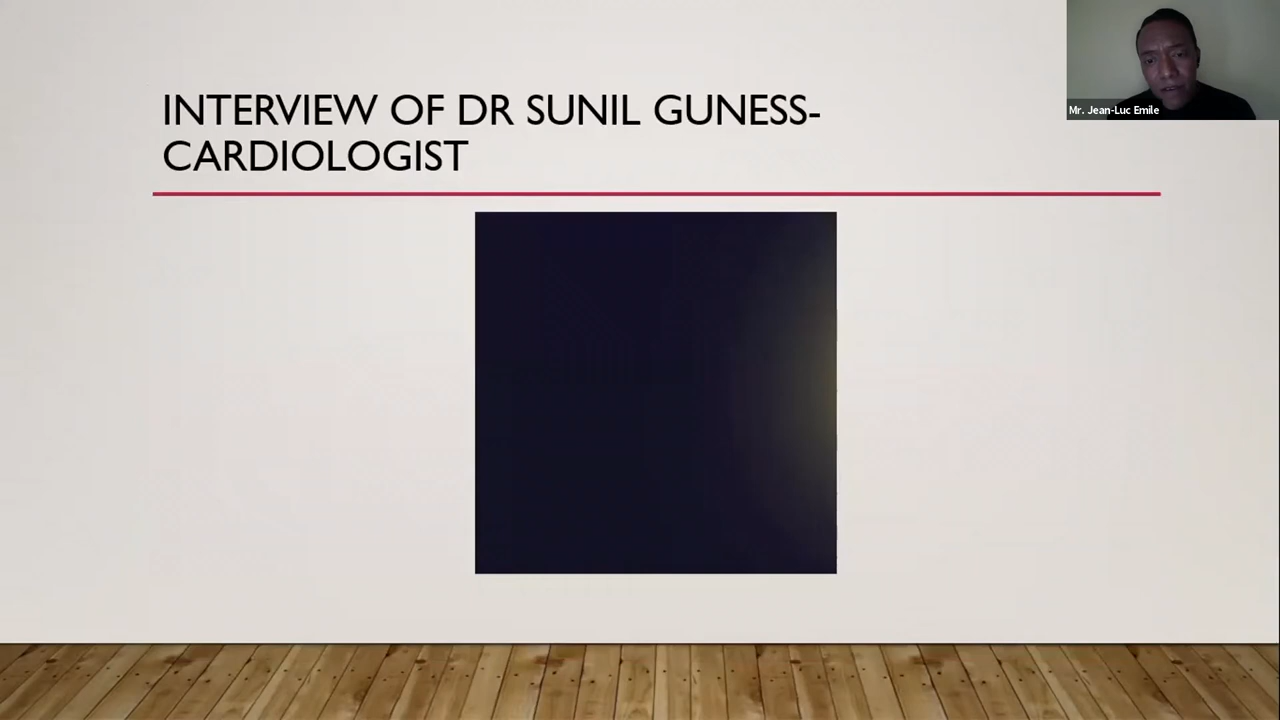 INTERVIEW OF DR SUNIL GUNESS-
CARDIOLOGIST
Mr. Jean-Luc Emile